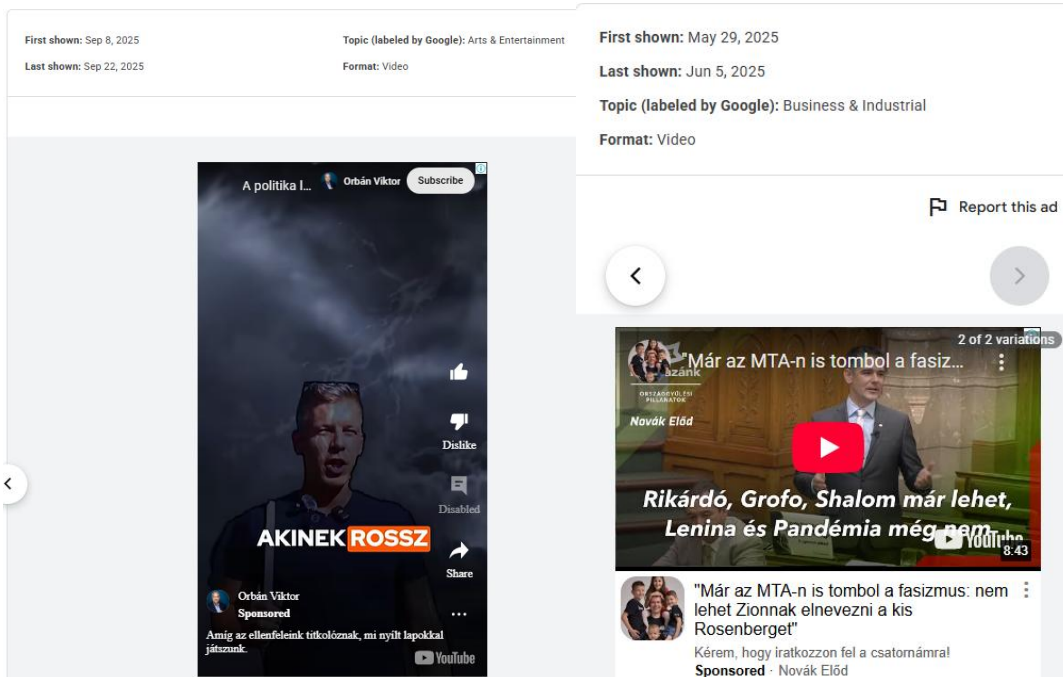 First shown: Sep 8, 2025
Topic (labeled by Google): Arts & Entertainment
Last shown: Sep 22, 2025
Format: Video
A politika l...
Orbán Viktor
Subscribe
Dislike
Disabled
AKINEK ROSSZ
Share
Orbán Viktor
Sponsored
Amíg az ellenfeleink titkolóznak, mi nyílt lapokkal
játszunk.
YouTube
First shown: May 29, 2025
Last shown: Jun 5, 2025
Topic (labeled by Google): Business & Industrial
Format: Video
Report this ad
2 of 2 variations
"Már az MTA-n is tombol a fasiz...
azánk
ORSZÁGGYŰLÉSI
PILLANATOK
Novák Előd
Rikárdó, Grofo, Shalom már lehet,
Lenina és Pandémia még nem
YouTube
8:43
"Már az MTA-n is tombol a fasizmus: nem
lehet Zionnak elnevezni a kis
Rosenberget"
Kérem, hogy iratkozzon fel a csatornámra!
Sponsored · Novák Előd